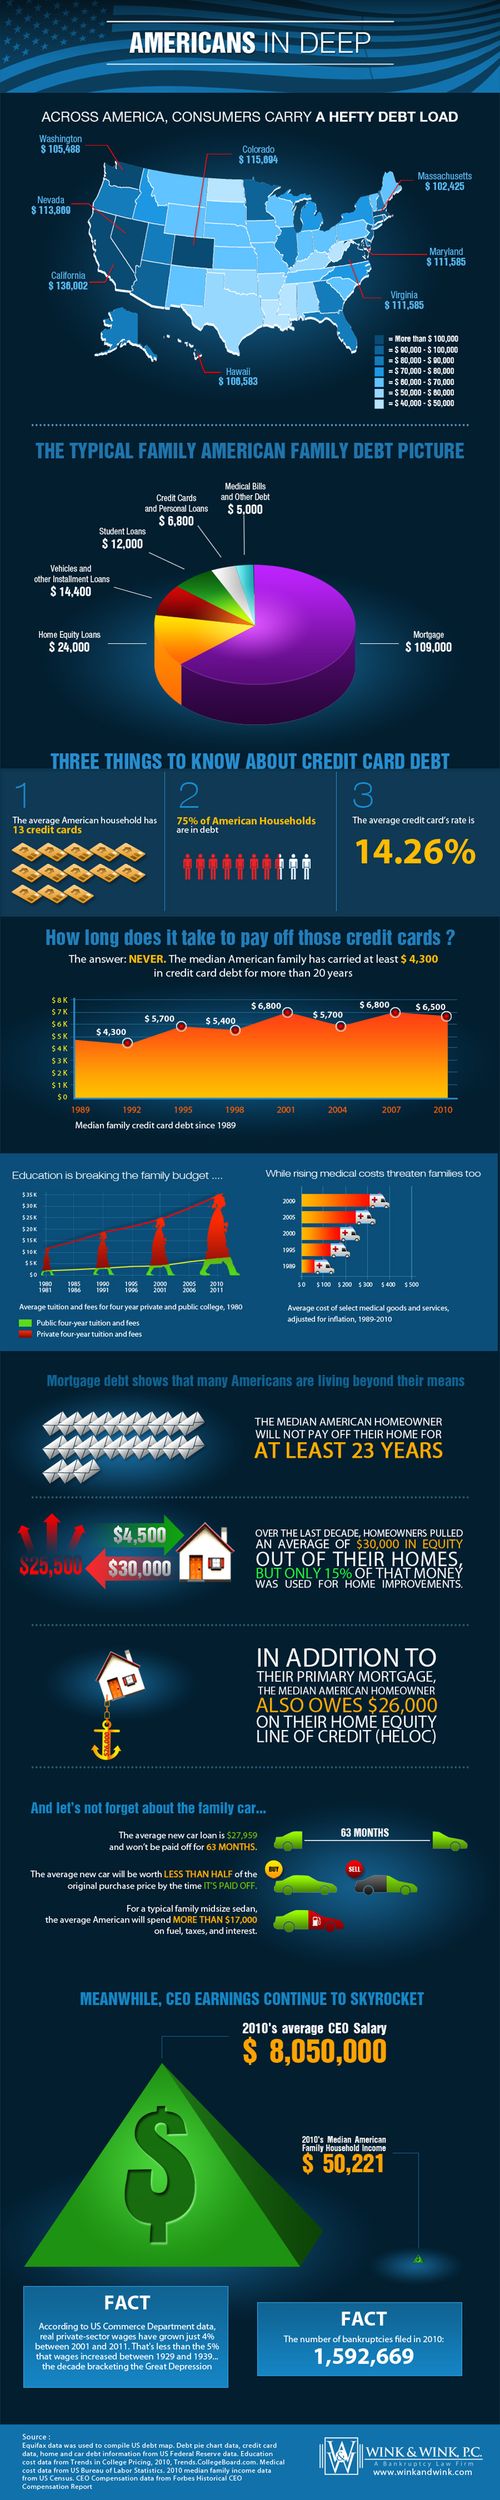 AMERICANS IN DEEP
ACROSS AMERICA, CONSUMERS CARRY A HEFTY DEBT LOAD
Washington
$ 105,488
Colorado
$ 115,694
Massachusetts
$ 102,425
Nevada
$ 113,869
Maryland
$ 111,585
California
$ 136,002
Virginia
$ 111,585
Hawaii
$ 106,583
= More than $ 100,000
= $ 90,000 - $ 100,000
= $ 80,000 - $ 90,000
= $ 70,000 - $ 80,000
= $ 60,000 - $ 70,000
= $ 50,000 - $ 60,000
= $ 40,000 - $ 50,000
THE TYPICAL FAMILY AMERICAN FAMILY DEBT PICTURE
Medical Bills
and Other Debt
$ 5,000
Credit Cards
and Personal Loans
$ 6,800
Student Loans
$ 12,000
Vehicles and
other Installment Loans
$ 14,400
Home Equity Loans
$ 24,000
Mortgage
$ 109,000
THREE THINGS TO KNOW ABOUT CREDIT CARD DEBT
1
The average American household has
13 credit cards
2
75% of American Households
are in debt
3
The average credit card's rate is
14.26%
How long does it take to pay off those credit cards ?
The answer: NEVER. The median American family has carried at least $ 4,300
in credit card debt for more than 20 years
$ 8 K
$ 7 K
$ 6 K
$ 5 K
$ 4 K
$ 3 K
$ 2 K
$ 1 K
$ 0
$ 4,300
$ 5,700
$ 5,400
$ 6,800
$ 5,700
$ 6,800
$ 6,500
1989 1992 1995 1998 2001 2004 2007 2010
Median family credit card debt since 1989
Education is breaking the family budget ....
$ 35 K
$ 30 K
$ 25 K
$ 20 K
$ 15 K
$ 10 K
$ 5 K
$ 0
1980 1985 1990 1995 2000 2005 2010
1981 1986 1991 1996 2001 2006 2011
Average tuition and fees for four year private and public college, 1980
Public four-year tuition and fees
Private four-year tuition and fees
While rising medical costs threaten families too
2009
2005
2000
1995
1989
$ 0 $ 100 $ 200 $ 300 $ 400 $ 500
Average cost of select medical goods and services,
adjusted for inflation, 1989-2010
Mortgage debt shows that many Americans are living beyond their means
THE MEDIAN AMERICAN HOMEOWNER
WILL NOT PAY OFF THEIR HOME FOR
AT LEAST 23 YEARS
$4,500
$25,500
$30,000
OVER THE LAST DECADE, HOMEOWNERS PULLED
AN AVERAGE OF $30,000 IN EQUITY
OUT OF THEIR HOMES,
BUT ONLY 15% OF THAT MONEY
WAS USED FOR HOME IMPROVEMENTS.
IN ADDITION TO
THEIR PRIMARY MORTGAGE,
THE MEDIAN AMERICAN HOMEOWNER
ALSO OWES $26,000
ON THEIR HOME EQUITY
LINE OF CREDIT (HELOC)
And let's not forget about the family car...
The average new car loan is $27,959
and won't be paid off for 63 MONTHS.
63 MONTHS
The average new car will be worth LESS THAN HALF of the
original purchase price by the time IT'S PAID OFF.
BUY
SELL
For a typical family midsize sedan,
the average American will spend MORE THAN $17,000
on fuel, taxes, and interest.
MEANWHILE, CEO EARNINGS CONTINUE TO SKYROCKET
2010's average CEO Salary
$ 8,050,000
$
2010's Median American
Family Household Income
$ 50,221
FACT
According to US Commerce Department data,
real private-sector wages have grown just 4%
between 2001 and 2011. That's less than the 5%
that wages increased between 1929 and 1939...
the decade bracketing the Great Depression
FACT
The number of bankruptcies filed in 2010:
1,592,669
Source :
Equifax data was used to compile US debt map. Debt pie chart data, credit card
data, home and car debt information from US Federal Reserve data. Education
cost data from Trends in College Pricing, 2010, Trends.CollegeBoard.com. Medical
cost data from US Bureau of Labor Statistics. 2010 median family income data
from US Census. CEO Compensation data from Forbes Historical CEO
Compensation Report
WINK & WINK, P.C.
A Bankruptcy Law Firm
www.winkandwink.com